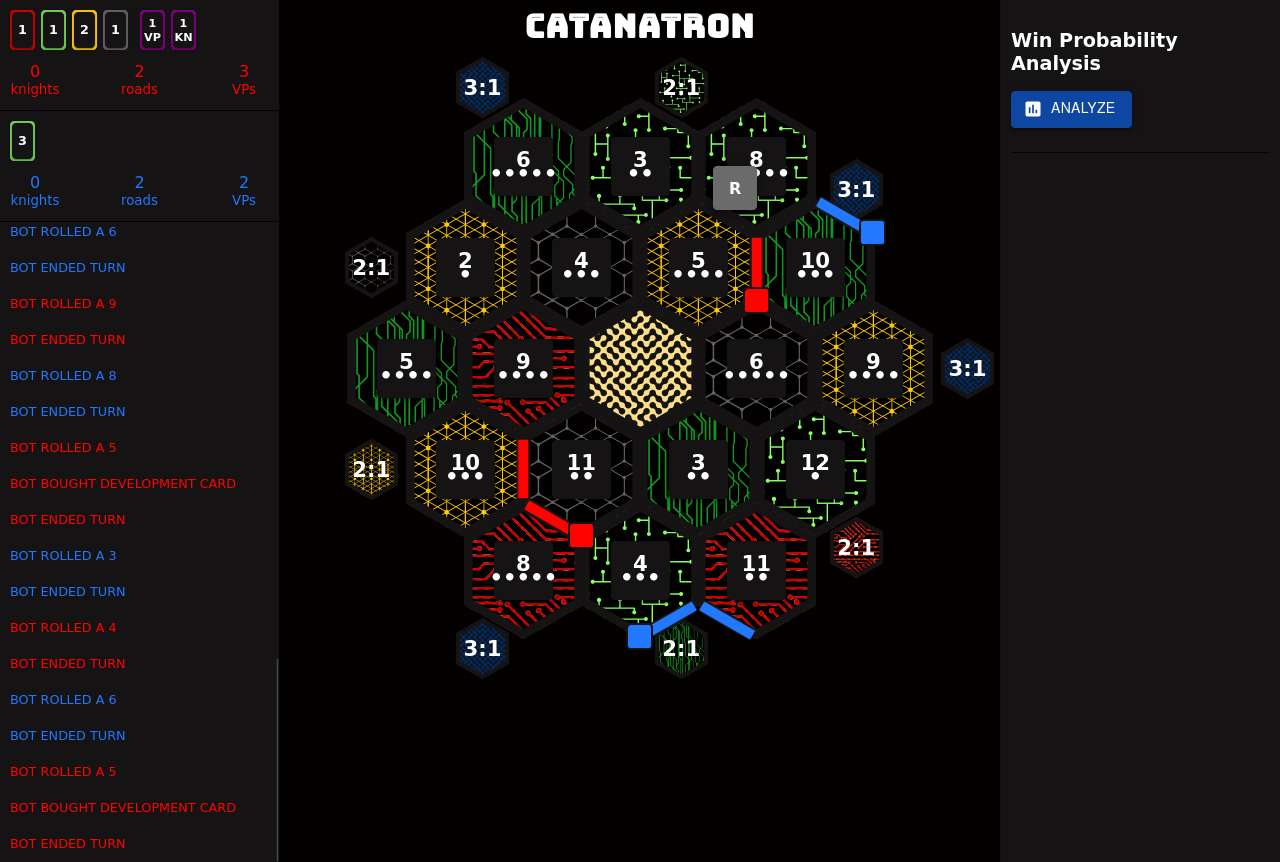 1 1 2 1 1 VP 1 KN
0 2 3
knights roads VPs
3
0 2 2
knights roads VPs
BOT ROLLED A 6
BOT ENDED TURN
BOT ROLLED A 9
BOT ENDED TURN
BOT ROLLED A 8
BOT ENDED TURN
BOT ROLLED A 5
BOT BOUGHT DEVELOPMENT CARD
BOT ENDED TURN
BOT ROLLED A 3
BOT ENDED TURN
BOT ROLLED A 4
BOT ENDED TURN
BOT ROLLED A 6
BOT ENDED TURN
BOT ROLLED A 5
BOT BOUGHT DEVELOPMENT CARD
BOT ENDED TURN
CATANATRON
3:1 2:1
6 3 8
R 3:1
2:1 2 4 5 10
5 9 6 9 3:1
2:1 10 11 3 12
8 4 11 2:1
3:1 2:1
Win Probability
Analysis
ANALYZE